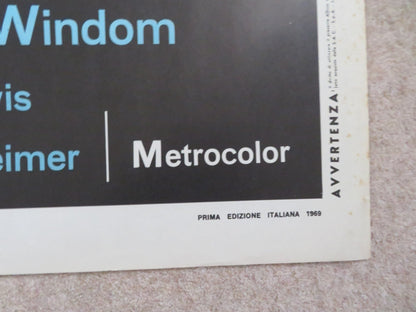 Windom
vis
eimer
Metrocolor
PRIMA EDIZIONE ITALIANA 1969
AVVERTENZA